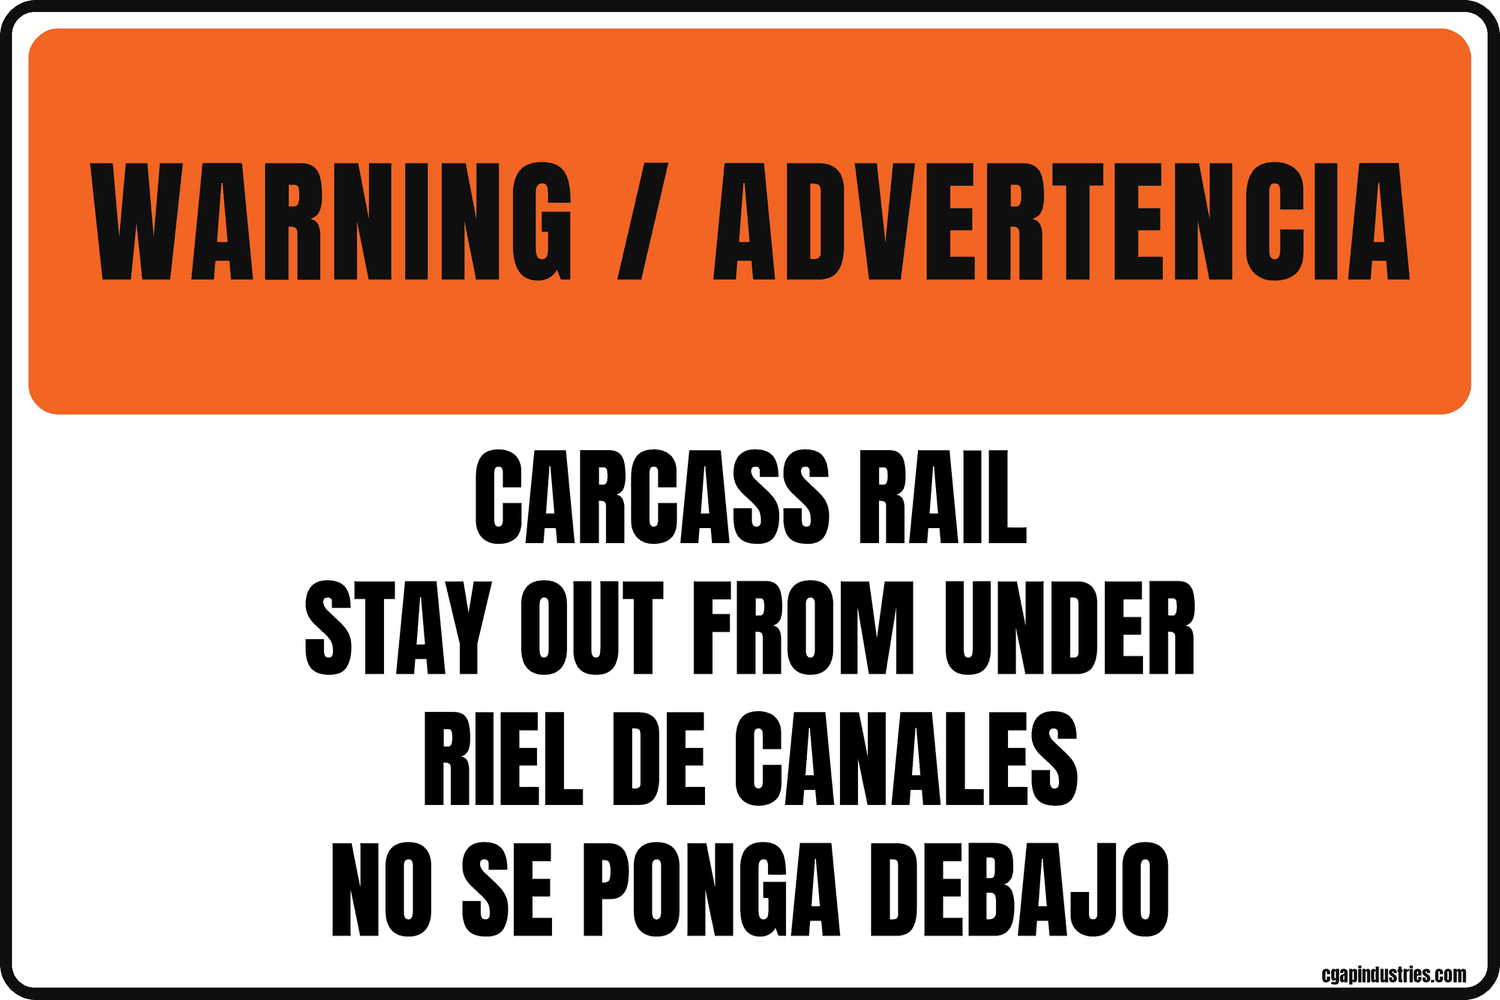 WARNING / ADVERTENCIA
CARCASS RAIL
STAY OUT FROM UNDER
RIEL DE CANALES
NO SE PONGA DEBAJO
cgapindustries.com